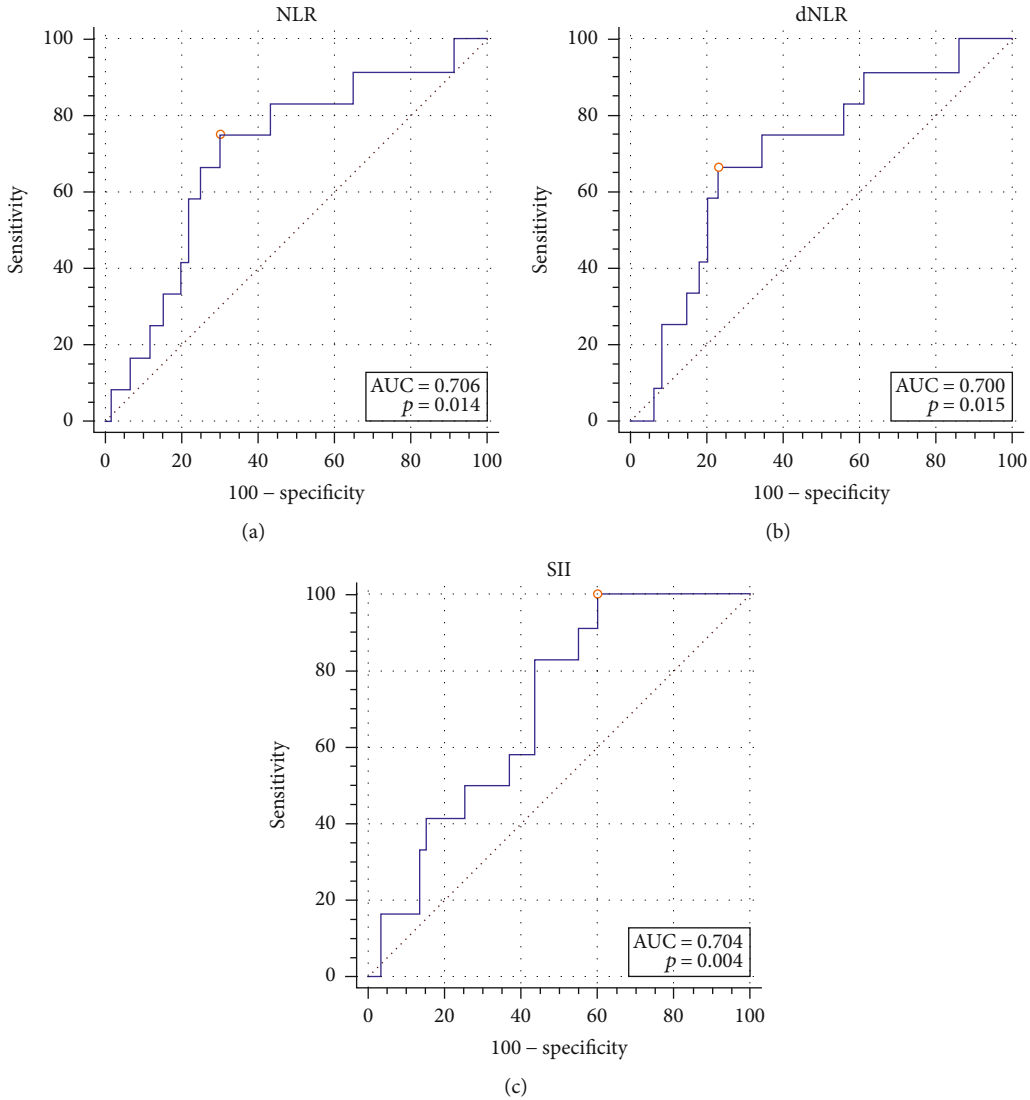 NLR
100
80
60
40
20
0
Sensitivity
AUC = 0.706
p = 0.014
0 20 40 60 80 100
100 − specificity
(a)
dNLR
100
80
60
40
20
0
Sensitivity
AUC = 0.700
p = 0.015
0 20 40 60 80 100
100 − specificity
(b)
SII
100
80
60
40
20
0
Sensitivity
AUC = 0.704
p = 0.004
0 20 40 60 80 100
100 − specificity
(c)